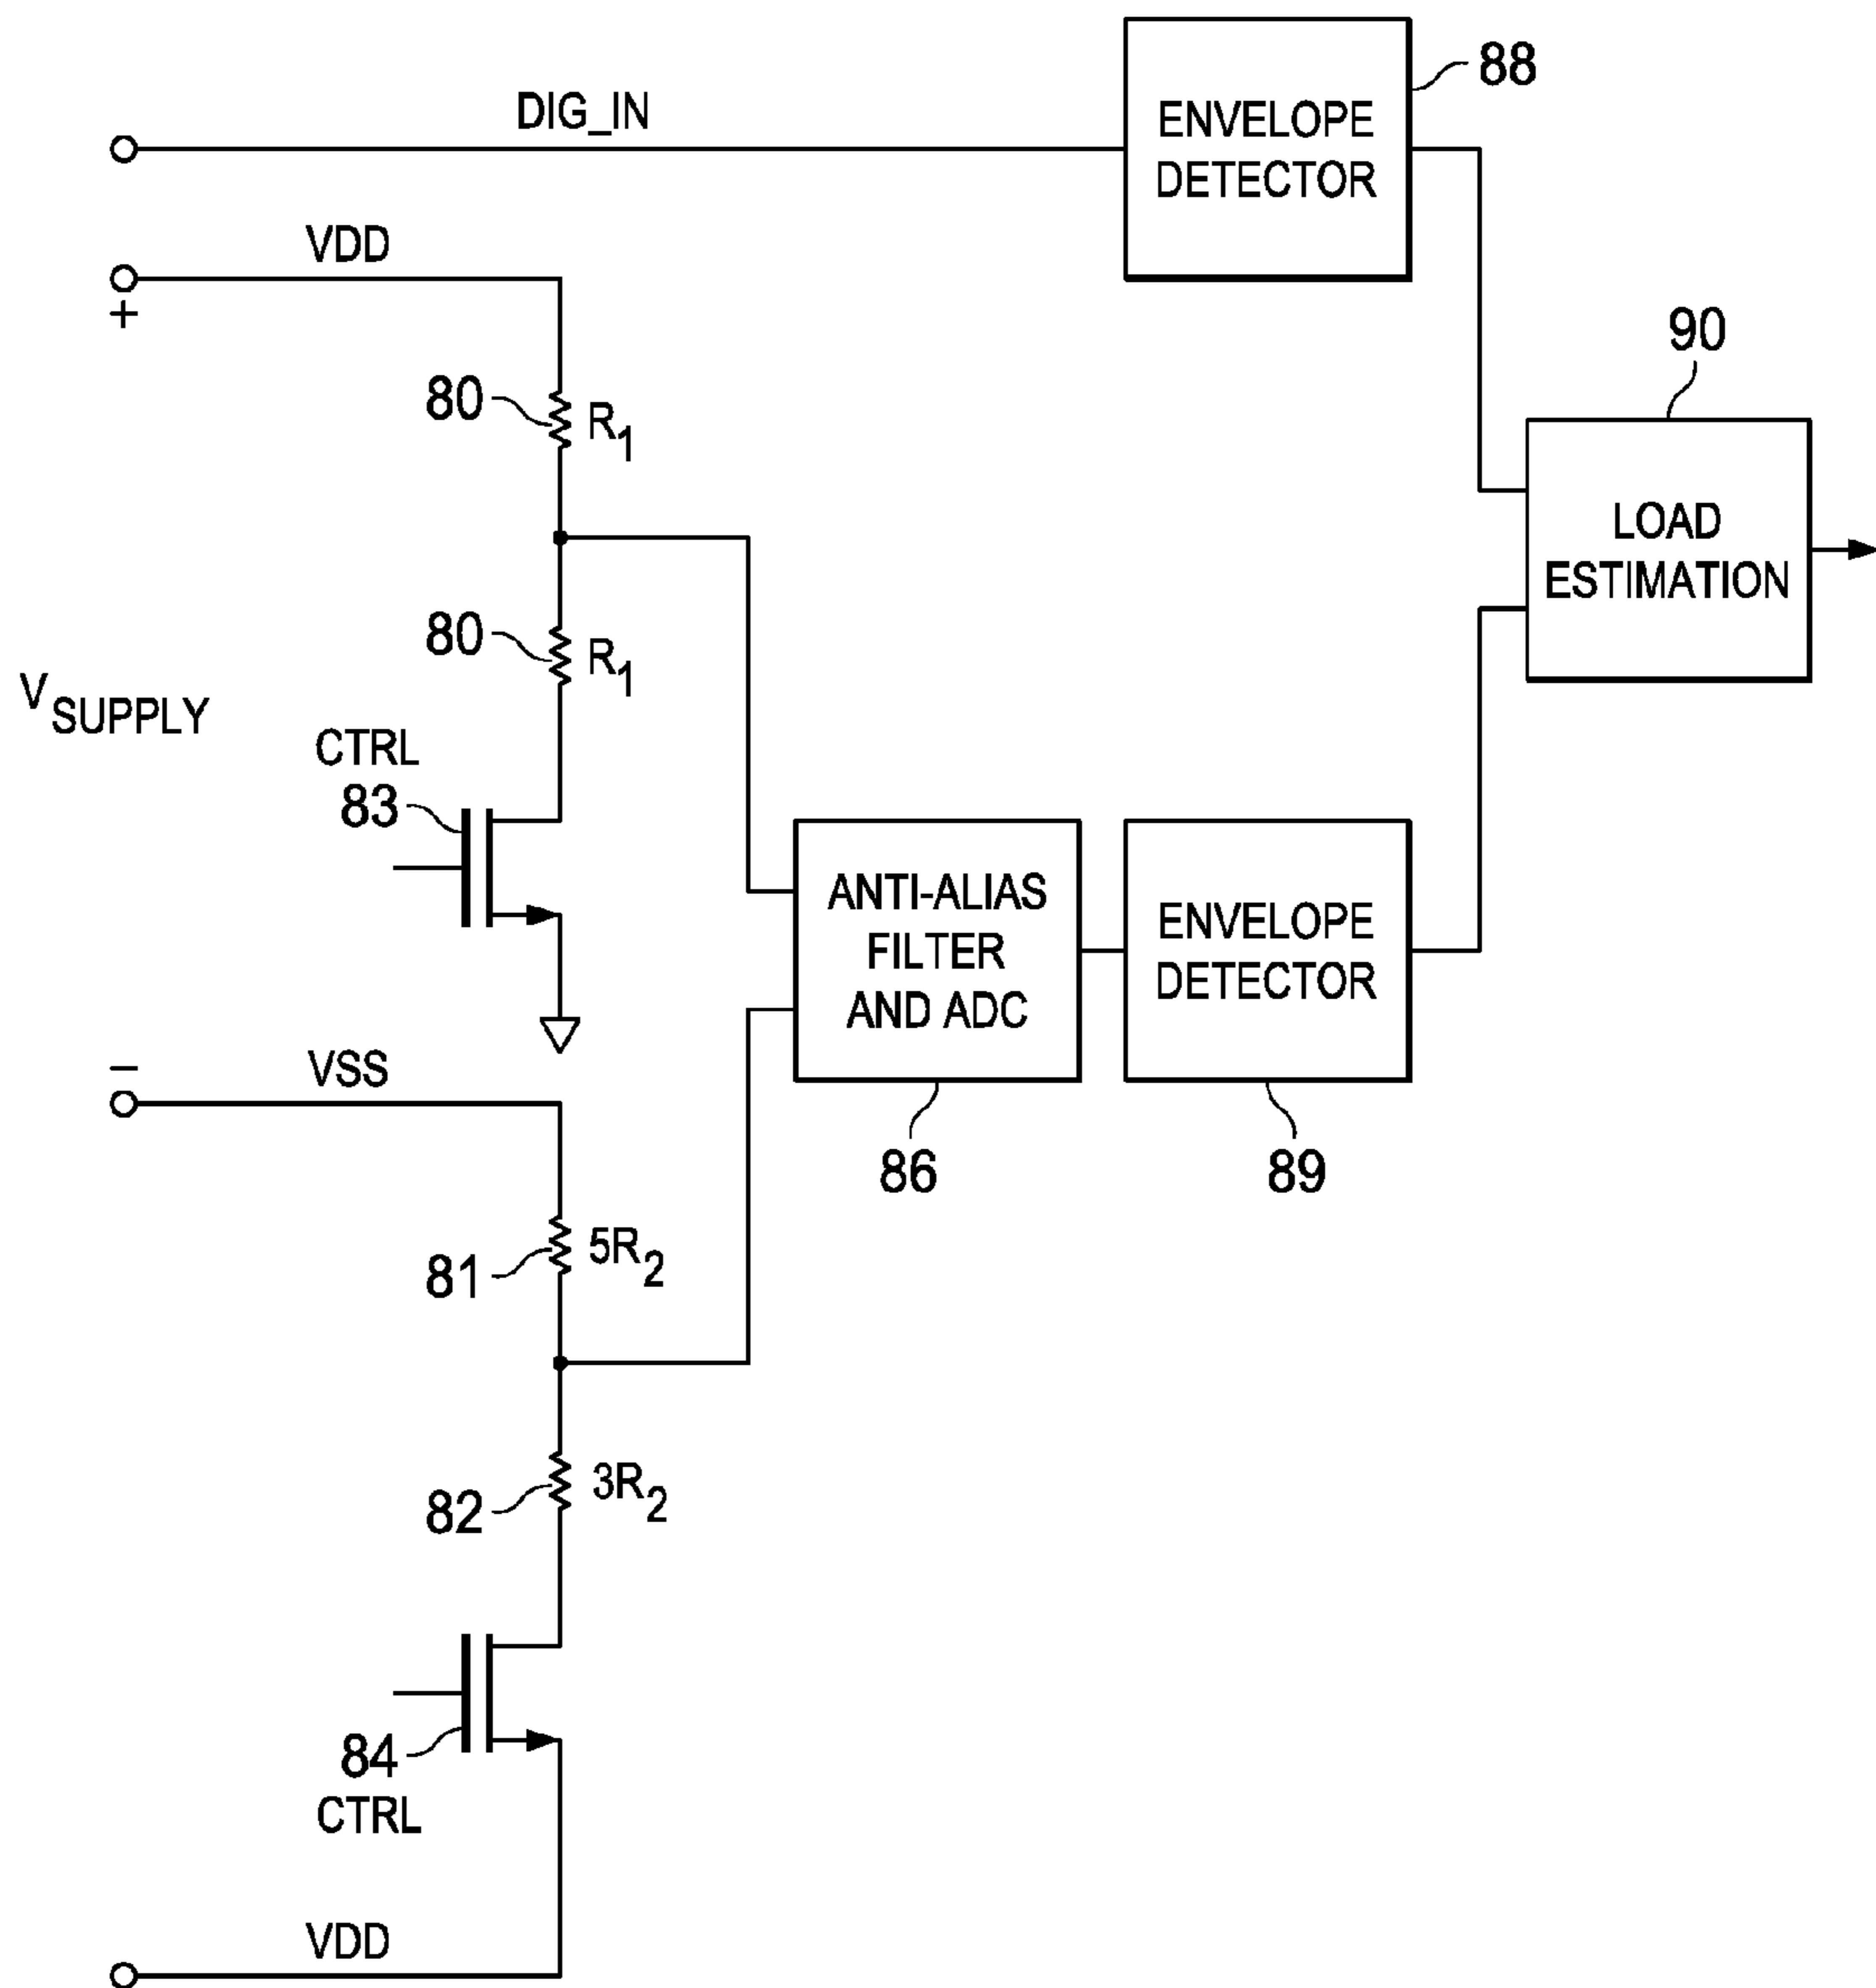 DIG_IN
ENVELOPE
DETECTOR
88
VDD
+
90
80
R1
LOAD
ESTIMATION
80
R1
VSUPPLY
CTRL
83
ANTI-ALIAS
FILTER
AND ADC
ENVELOPE
DETECTOR
–
VSS
86
89
81
5R2
82
3R2
84
CTRL
VDD